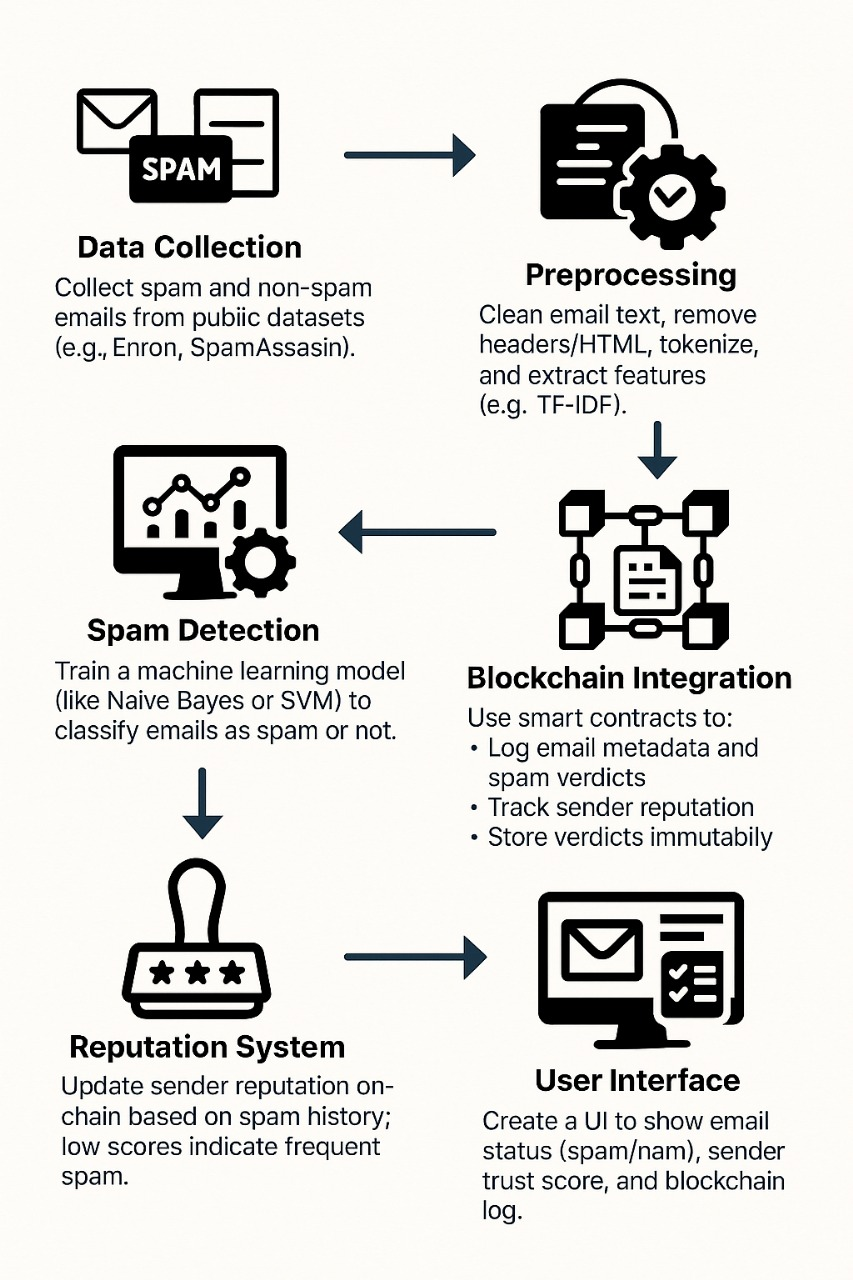 SPAM
Data Collection
Collect spam and non-spam
emails from pubiic datasets
(e.g., Enron, SpamAssasin).
Preprocessing
Clean email text, remove
headers/HTML, tokenize,
and extract features
(e.g. TF-IDF).
Blockchain Integration
Use smart contracts to:
• Log email metadata and
spam verdicts
• Track sender reputation
• Store verdicts immutabily
Spam Detection
Train a machine learning model
(like Naive Bayes or SVM) to
classify emails as spam or not.
Reputation System
Update sender reputation on-
chain based on spam history;
low scores indicate frequent
spam.
User Interface
Create a UI to show email
status (spam/nam), sender
trust score, and blockchain
log.